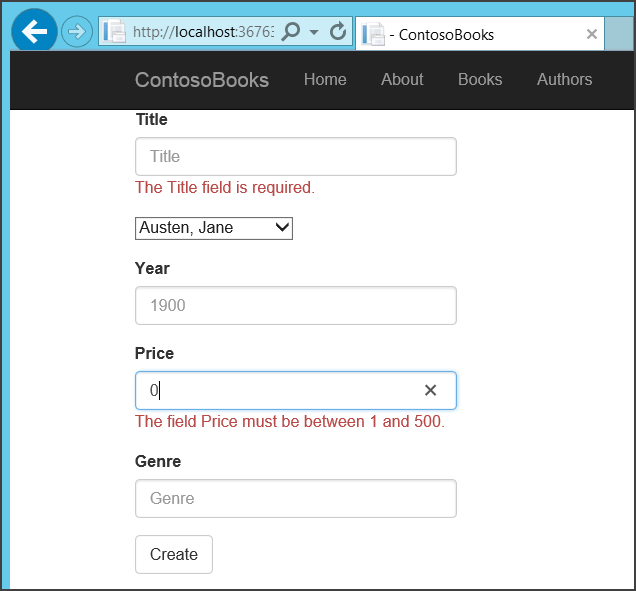 http://localhost:3676
- ContosoBooks
ContosoBooks Home About Books Authors
Title
Title
The Title field is required.
Austen, Jane
Year
1900
Price
0
The field Price must be between 1 and 500.
Genre
Genre
Create